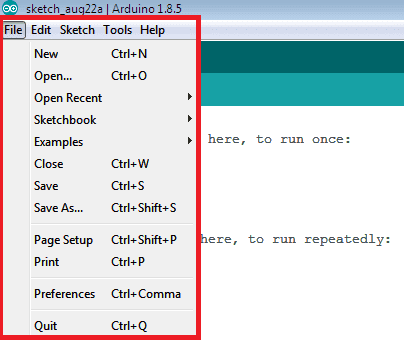 sketch_aug22a | Arduino 1.8.5
File Edit Sketch Tools Help
New Ctrl+N
Open... Ctrl+O
Open Recent
Sketchbook
Examples
here, to run once:
Close Ctrl+W
Save Ctrl+S
Save As... Ctrl+Shift+S
Page Setup Ctrl+Shift+P
here, to run repeatedly:
Print Ctrl+P
Preferences Ctrl+Comma
Quit Ctrl+Q